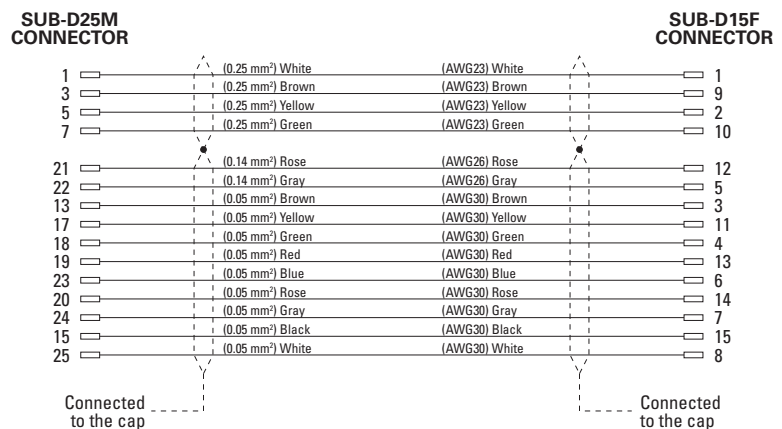 SUB-D25M
CONNECTOR
SUB-D15F
CONNECTOR
1 (0.25 mm²) White (AWG23) White 1
3 (0.25 mm²) Brown (AWG23) Brown 9
5 (0.25 mm²) Yellow (AWG23) Yellow 2
7 (0.25 mm²) Green (AWG23) Green 10
21 (0.14 mm²) Rose (AWG26) Rose 12
22 (0.14 mm²) Gray (AWG26) Gray 5
13 (0.05 mm²) Brown (AWG30) Brown 3
17 (0.05 mm²) Yellow (AWG30) Yellow 11
18 (0.05 mm²) Green (AWG30) Green 4
19 (0.05 mm²) Red (AWG30) Red 13
23 (0.05 mm²) Blue (AWG30) Blue 6
20 (0.05 mm²) Rose (AWG30) Rose 14
24 (0.05 mm²) Gray (AWG30) Gray 7
15 (0.05 mm²) Black (AWG30) Black 15
25 (0.05 mm²) White (AWG30) White 8
Connected
to the cap
Connected
to the cap